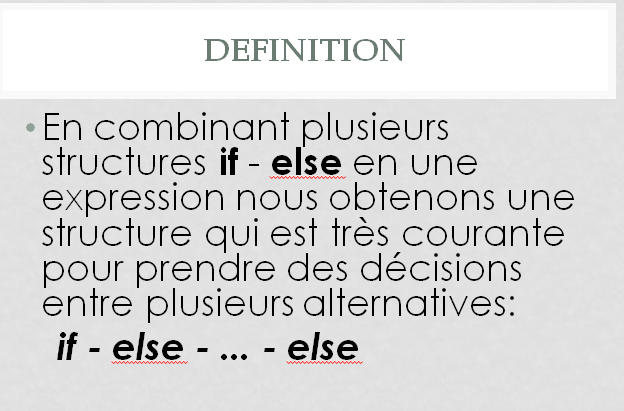 DEFINITION
• En combinant plusieurs
structures if - else en une
expression nous obtenons une
structure qui est très courante
pour prendre des décisions
entre plusieurs alternatives:
if - else - ... - else